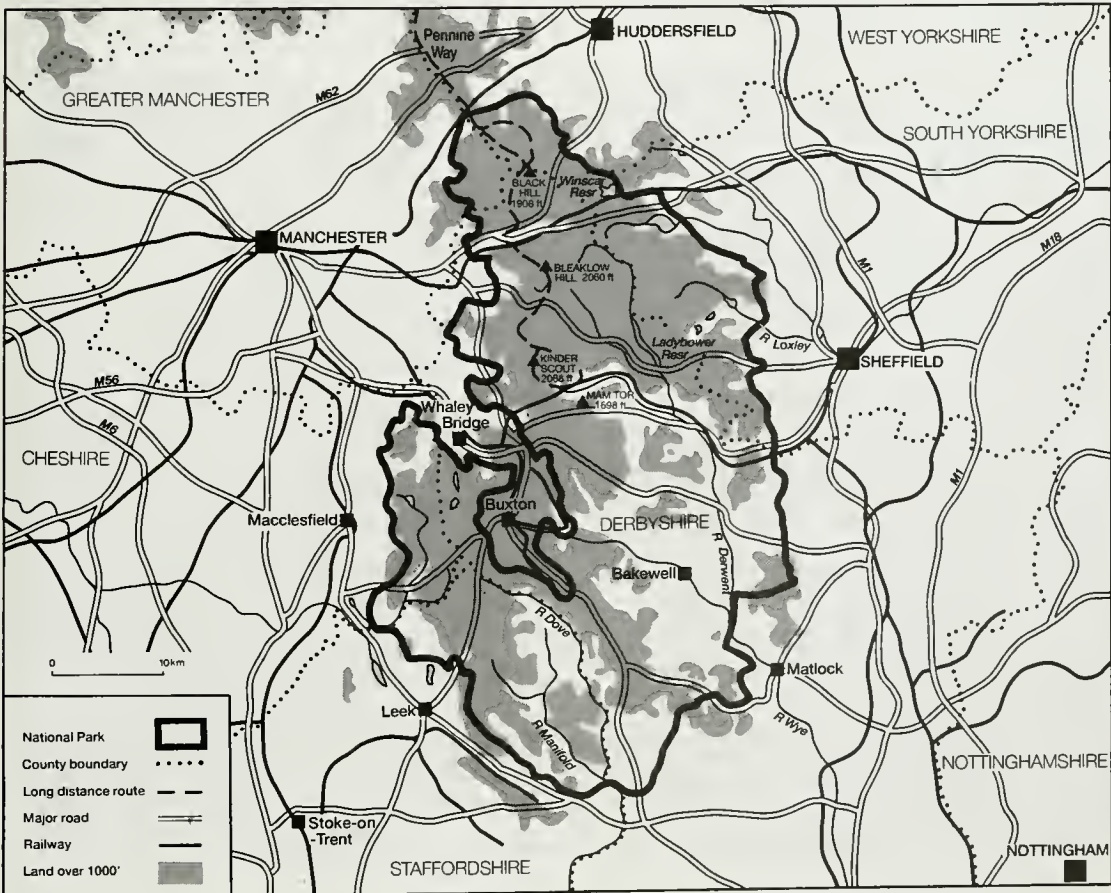 Pennine
Way
HUDDERSFIELD
WEST YORKSHIRE
GREATER MANCHESTER
M62
SOUTH YORKSHIRE
BLACK
HILL
1908 ft
Winscar
Resr
MANCHESTER
BLEAKLOW
HILL 2060 ft
M18
M1
R Loxley
Ladybower
Resr
SHEFFIELD
KINDER
SCOUT
2088 ft
M56
MAM TOR
1698 ft
Whaley
Bridge
M6
CHESHIRE
M1
Macclesfield
Buxton
DERBYSHIRE
R Derwent
Bakewell
R Dove
0 10km
Matlock
Leek
R Wye
R Manifold
National Park
County boundary
Long distance route
Major road
Railway
Land over 1000'
NOTTINGHAMSHIRE
Stoke-on
-Trent
STAFFORDSHIRE
NOTTINGHAM